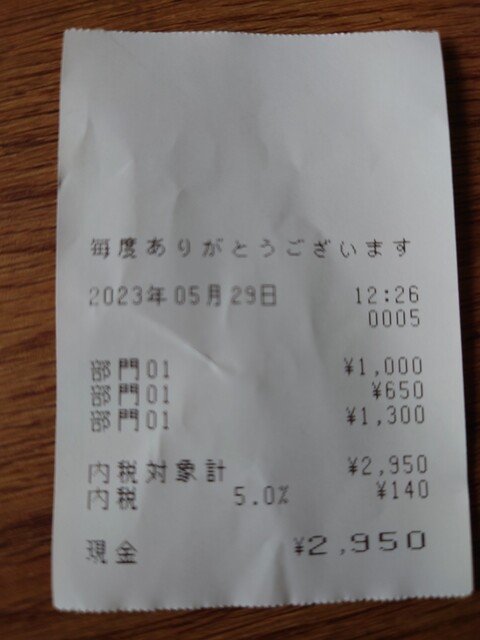 毎度ありがとうございます
2023年05月29日 12:26
0005
部門01 ¥1,000
部門01 ¥650
部門01 ¥1,300
内税対象計 ¥2,950
内税 5.0% ¥140
現金 ¥2,950